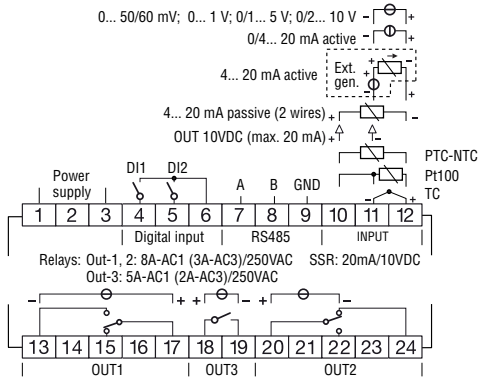 0... 50/60 mV; 0... 1 V; 0/1... 5 V; 0/2... 10 V - +
0/4... 20 mA active - +
+ -
4... 20 mA active Ext. gen. + - +
4... 20 mA passive (2 wires) + -
OUT 10VDC (max. 20 mA) + -
PTC-NTC
Pt100
- + TC
Power supply DI1 DI2 A B GND
1 2 3 4 5 6 7 8 9 10 11 12
Digital input RS485 INPUT
Relays: Out-1, 2: 8A-AC1 (3A-AC3)/250VAC SSR: 20mA/10VDC
Out-3: 5A-AC1 (2A-AC3)/250VAC
- + + - + -
13 14 15 16 17 18 19 20 21 22 23 24
OUT1 OUT3 OUT2